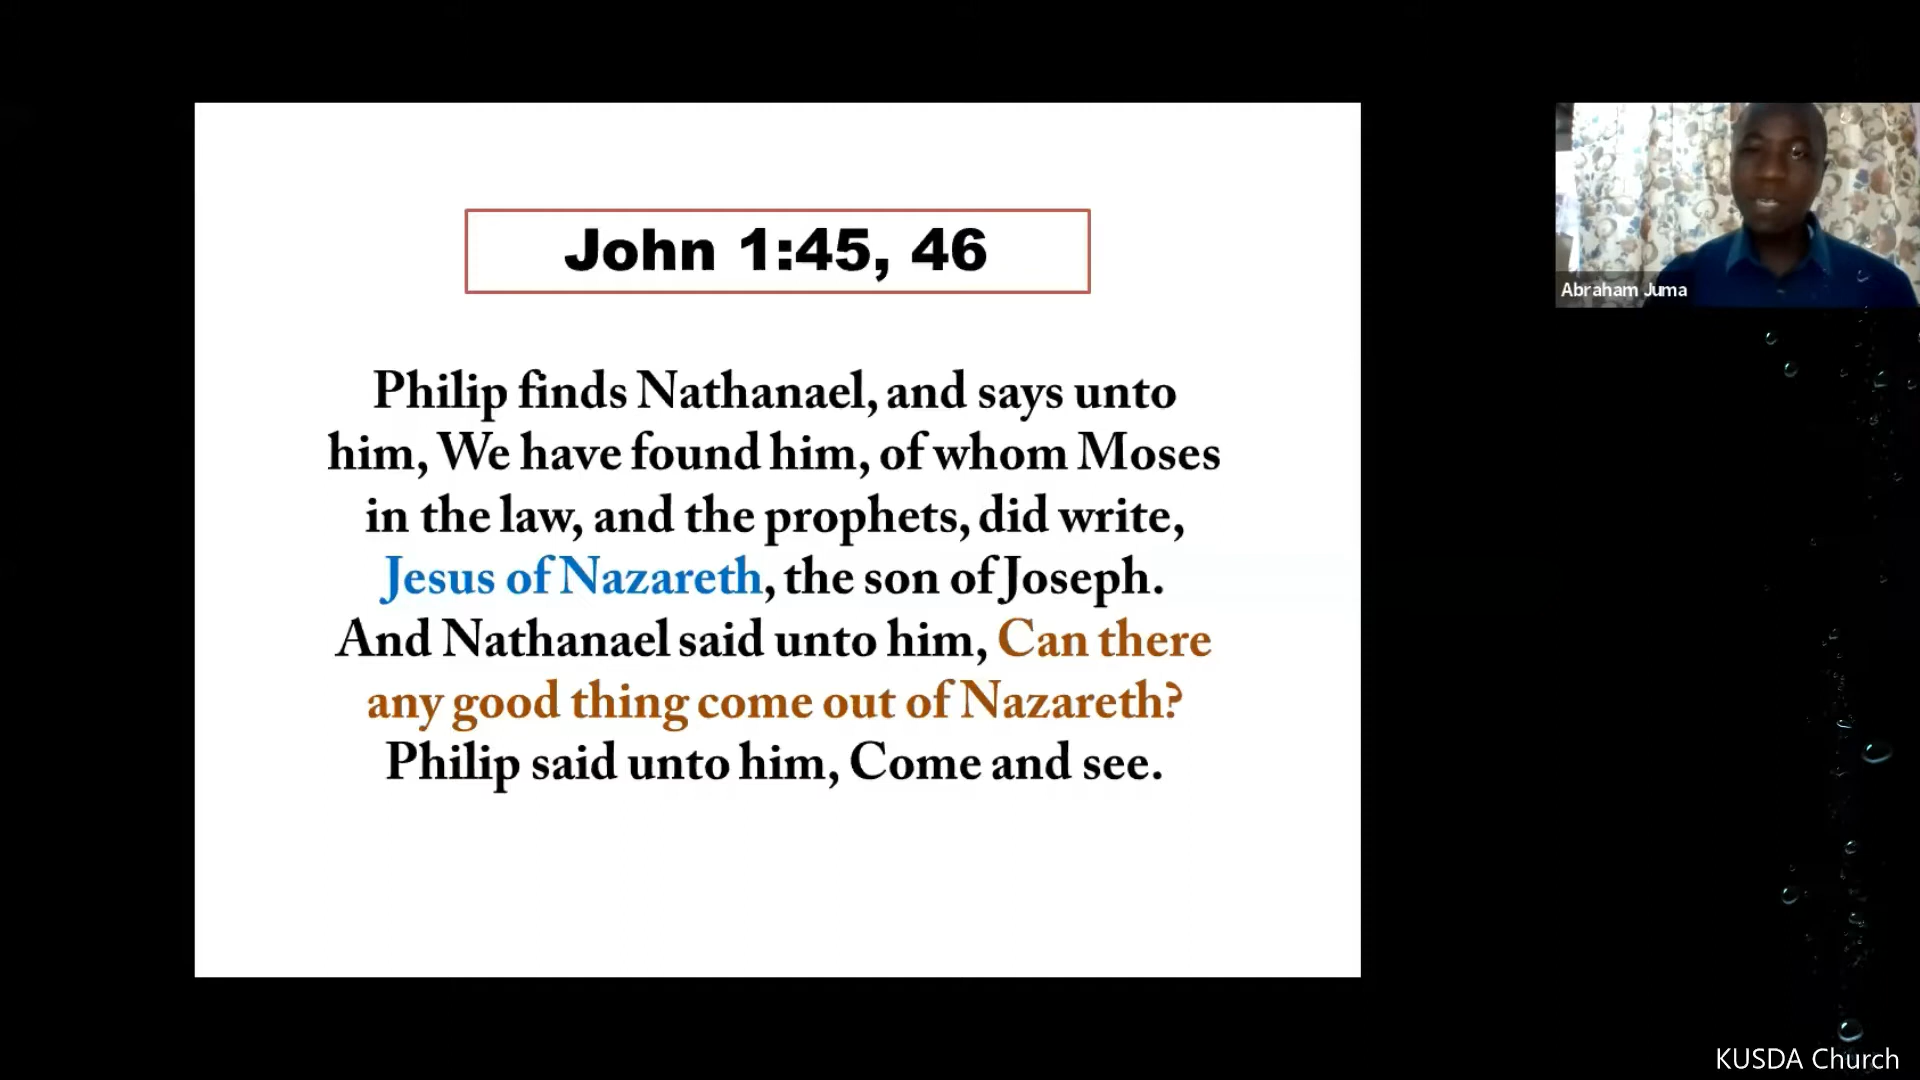 John 1:45, 46
Philip finds Nathanael, and says unto
him, We have found him, of whom Moses
in the law, and the prophets, did write,
Jesus of Nazareth, the son of Joseph.
And Nathanael said unto him, Can there
any good thing come out of Nazareth?
Philip said unto him, Come and see.
Abraham Juma
KUSDA Church